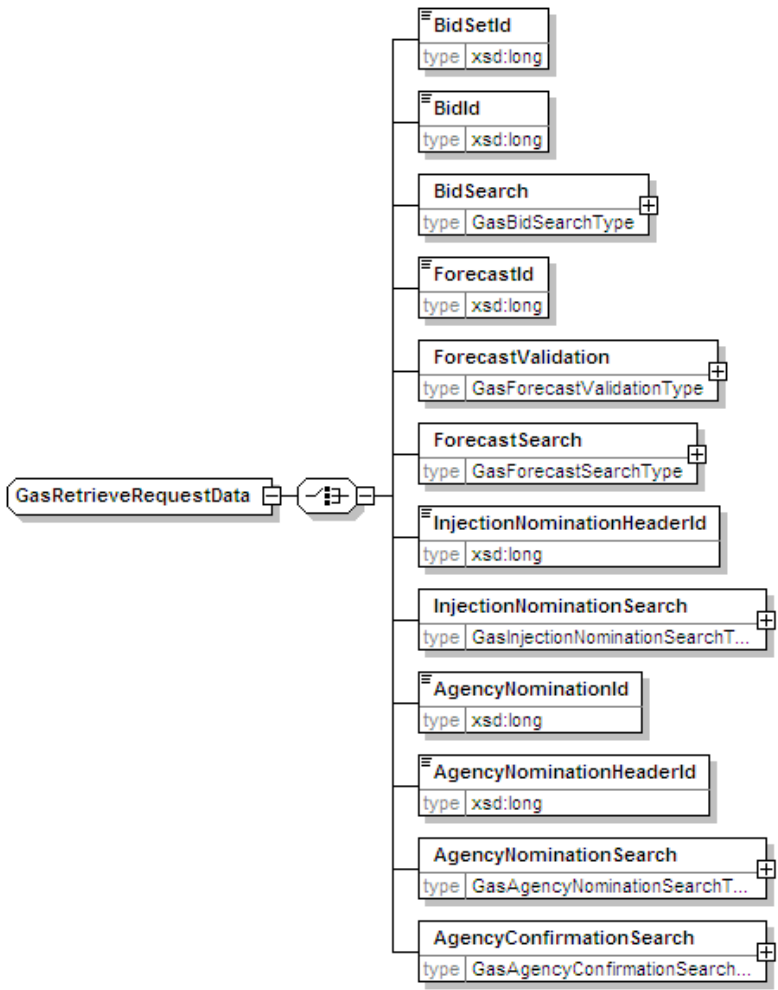 BidSetId
type xsd:long
BidId
type xsd:long
BidSearch
type GasBidSearchType
ForecastId
type xsd:long
ForecastValidation
type GasForecastValidationType
ForecastSearch
type GasForecastSearchType
GasRetrieveRequestData
InjectionNominationHeaderId
type xsd:long
InjectionNominationSearch
type GasInjectionNominationSearchT...
AgencyNominationId
type xsd:long
AgencyNominationHeaderId
type xsd:long
AgencyNominationSearch
type GasAgencyNominationSearchT...
AgencyConfirmationSearch
type GasAgencyConfirmationSearch...